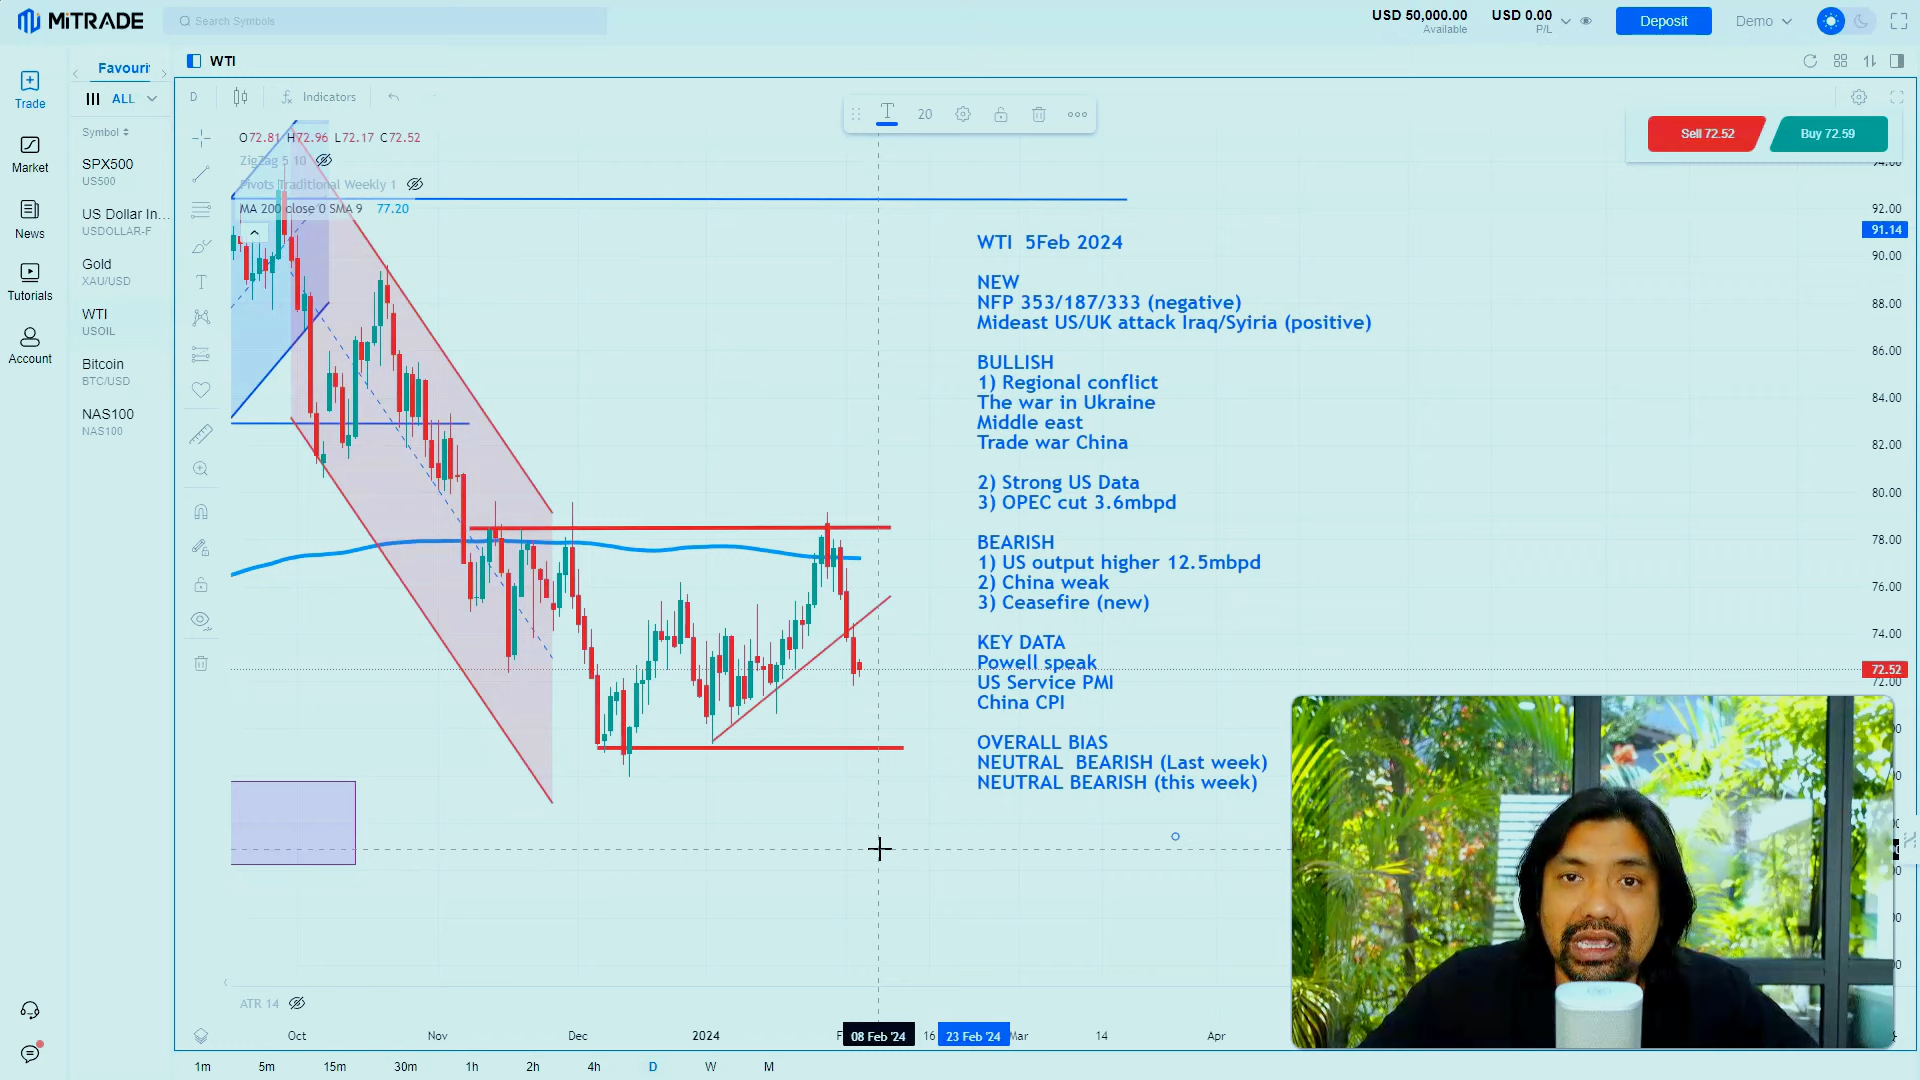 MiTRADE
Search Symbols
USD 50,000.00
Available
USD 0.00
P/L
Deposit
Demo
Trade
Market
News
Tutorials
Account
Favouri
ALL
Symbol
SPX500
US500
US Dollar In...
USDOLLAR-F
Gold
XAU/USD
WTI
USOIL
Bitcoin
BTC/USD
NAS100
NAS100
WTI
D
Indicators
20
O72.81 H72.96 L72.17 C72.52
ZigZag 5 10
Pivots Traditional Weekly 1
MA 200 close 0 SMA 9 77.20
Sell 72.52
Buy 72.59
WTI 5Feb 2024
NEW
NFP 353/187/333 (negative)
Mideast US/UK attack Iraq/Syiria (positive)
BULLISH
1) Regional conflict
The war in Ukraine
Middle east
Trade war China
2) Strong US Data
3) OPEC cut 3.6mbpd
BEARISH
1) US output higher 12.5mbpd
2) China weak
3) Ceasefire (new)
KEY DATA
Powell speak
US Service PMI
China CPI
OVERALL BIAS
NEUTRAL BEARISH (Last week)
NEUTRAL BEARISH (this week)
94.00
92.00
91.14
90.00
88.00
86.00
84.00
82.00
80.00
78.00
76.00
74.00
72.52
72.00
ATR 14
Oct
Nov
Dec
2024
F
08 Feb '24
16
23 Feb '24
Mar
14
Apr
1m
5m
15m
30m
1h
2h
4h
D
W
M